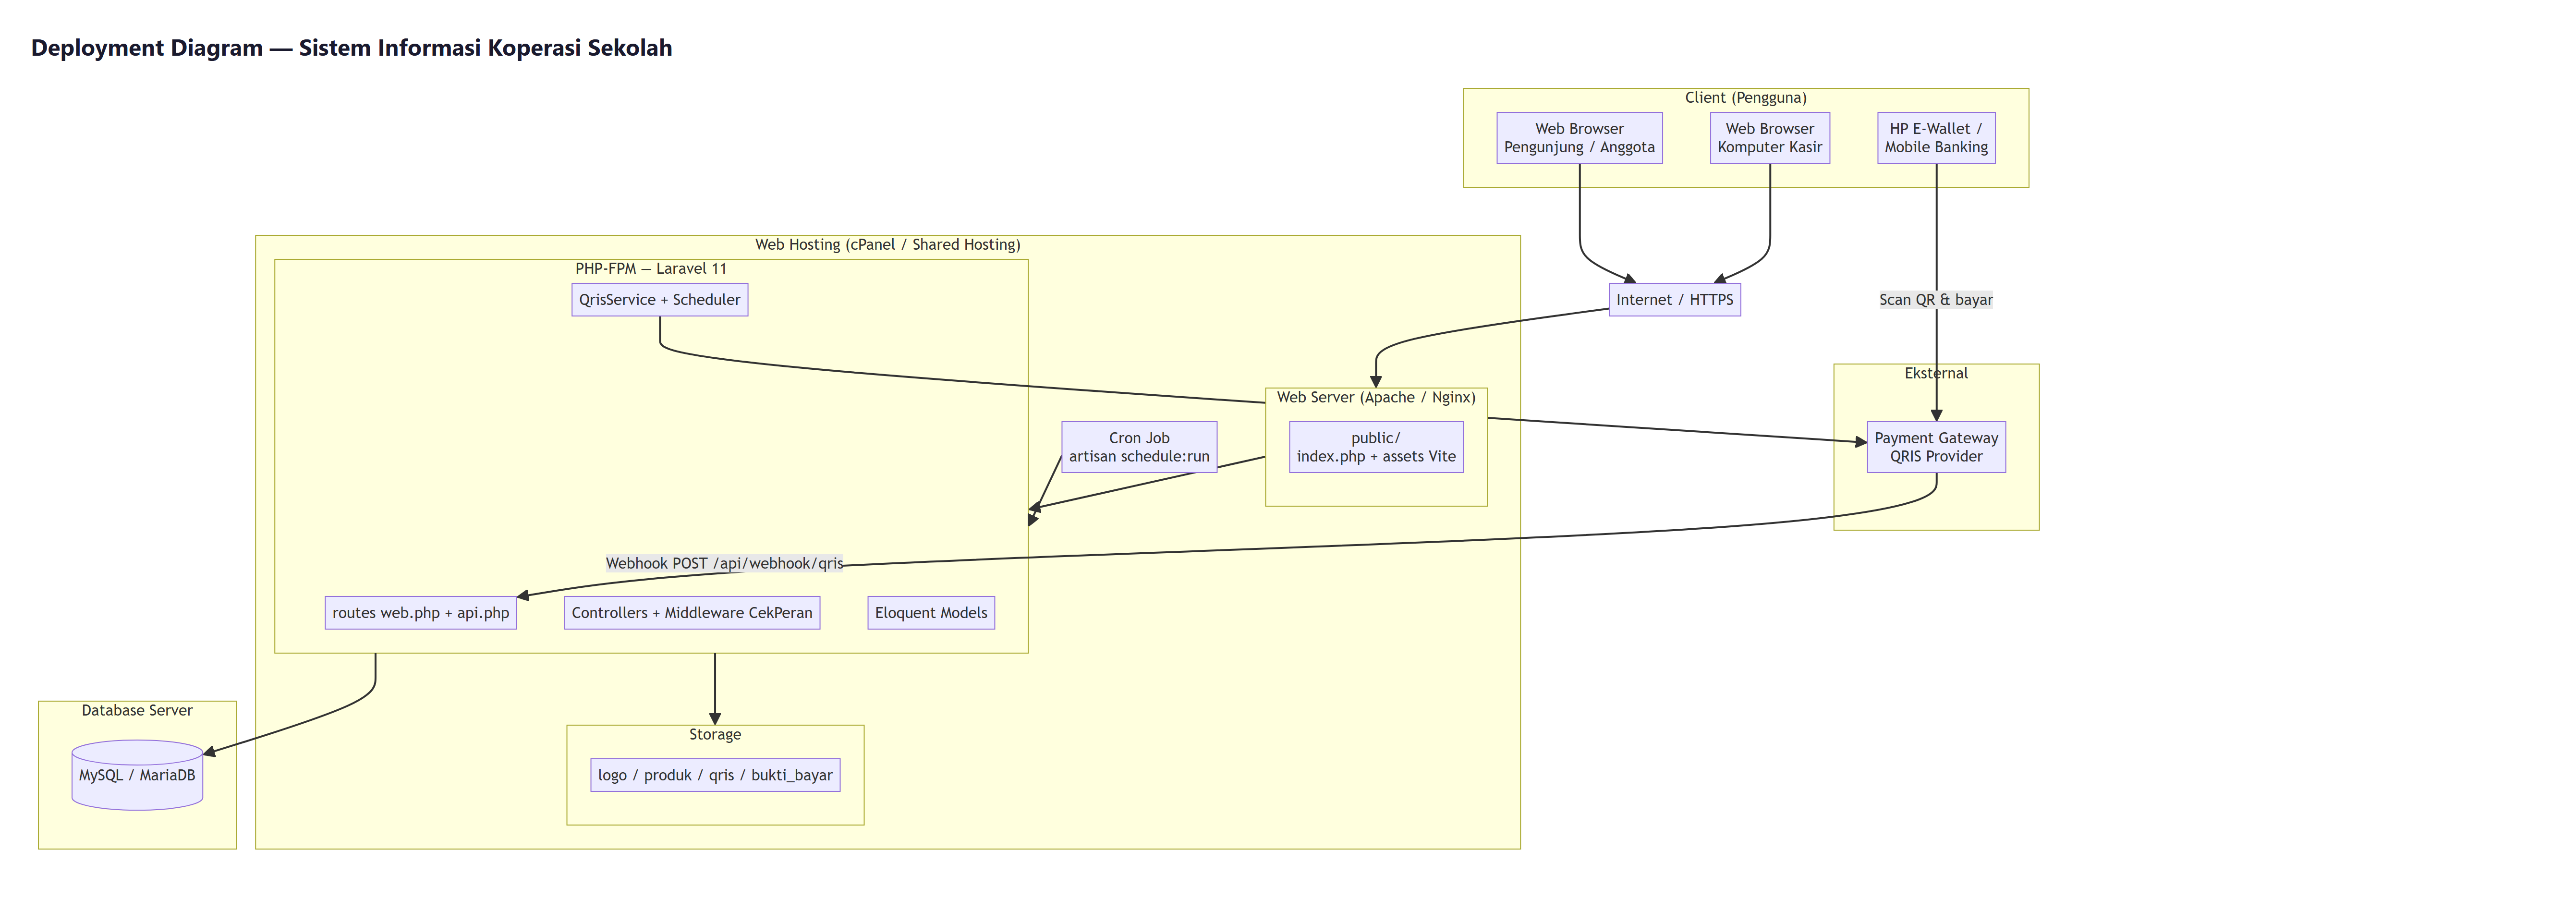 Deployment Diagram — Sistem Informasi Koperasi Sekolah
Client (Pengguna)
Web Browser
Pengunjung / Anggota
Web Browser
Komputer Kasir
HP E-Wallet /
Mobile Banking
Web Hosting (cPanel / Shared Hosting)
PHP-FPM — Laravel 11
QrisService + Scheduler
Internet / HTTPS
Scan QR & bayar
Eksternal
Web Server (Apache / Nginx)
Cron Job
artisan schedule:run
public/
index.php + assets Vite
Payment Gateway
QRIS Provider
Webhook POST /api/webhook/qris
routes web.php + api.php
Controllers + Middleware CekPeran
Eloquent Models
Database Server
MySQL / MariaDB
Storage
logo / produk / qris / bukti_bayar